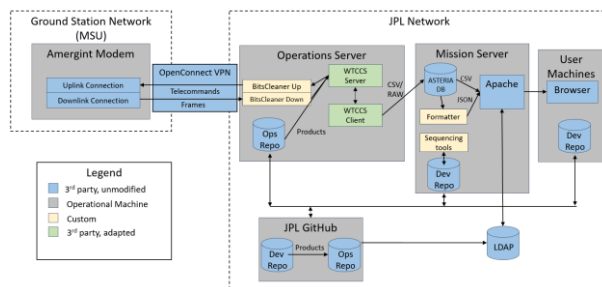 Ground Station Network
(MSU)
Amergint Modem
Uplink Connection
Downlink Connection
OpenConnect VPN
Telecommands
Frames
JPL Network
Operations Server
BitsCleaner Up
BitsCleaner Down
WTCCS
Server
WTCCS
Client
Products
Ops
Repo
CSV/
RAW
Mission Server
ASTERIA
DB
CSV
JSON
Formatter
Apache
Sequencing
tools
Dev
Repo
User
Machines
Browser
Dev
Repo
Legend
3rd party, unmodified
Operational Machine
Custom
3rd party, adapted
JPL GitHub
Dev
Repo
Products
Ops
Repo
LDAP